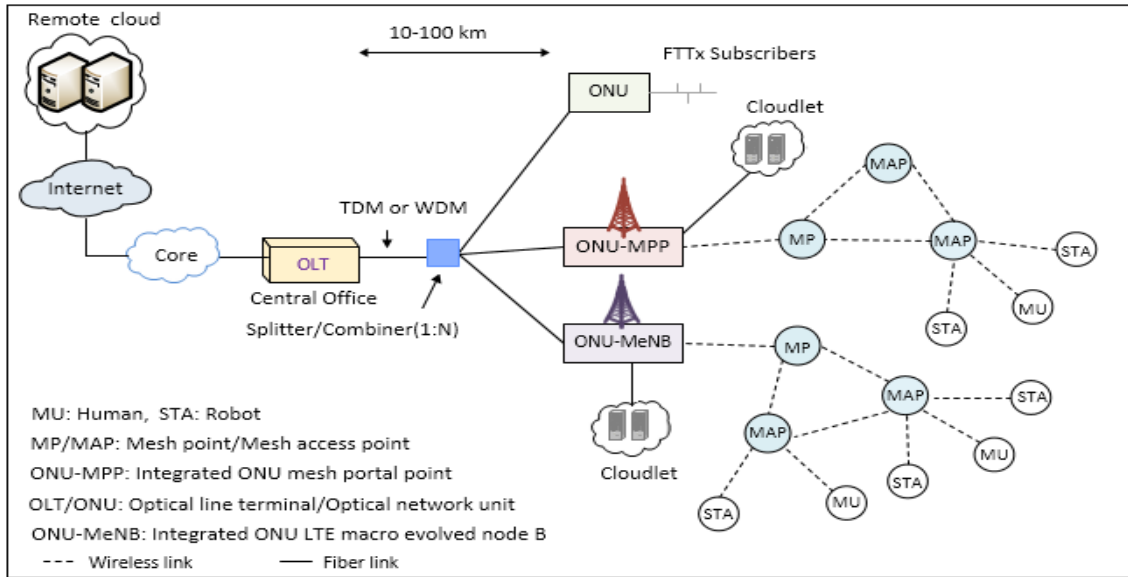 Remote cloud
10-100 km
FTTx Subscribers
ONU
Cloudlet
Internet
MAP
TDM or WDM
Core
OLT
ONU-MPP
MP
MAP
STA
Central Office
MU
STA
Splitter/Combiner(1:N)
ONU-MeNB
MP
MAP
STA
MU: Human, STA: Robot
MAP
MU
MP/MAP: Mesh point/Mesh access point
Cloudlet
STA
ONU-MPP: Integrated ONU mesh portal point
MU
STA
OLT/ONU: Optical line terminal/Optical network unit
ONU-MeNB: Integrated ONU LTE macro evolved node B
Wireless link
Fiber link